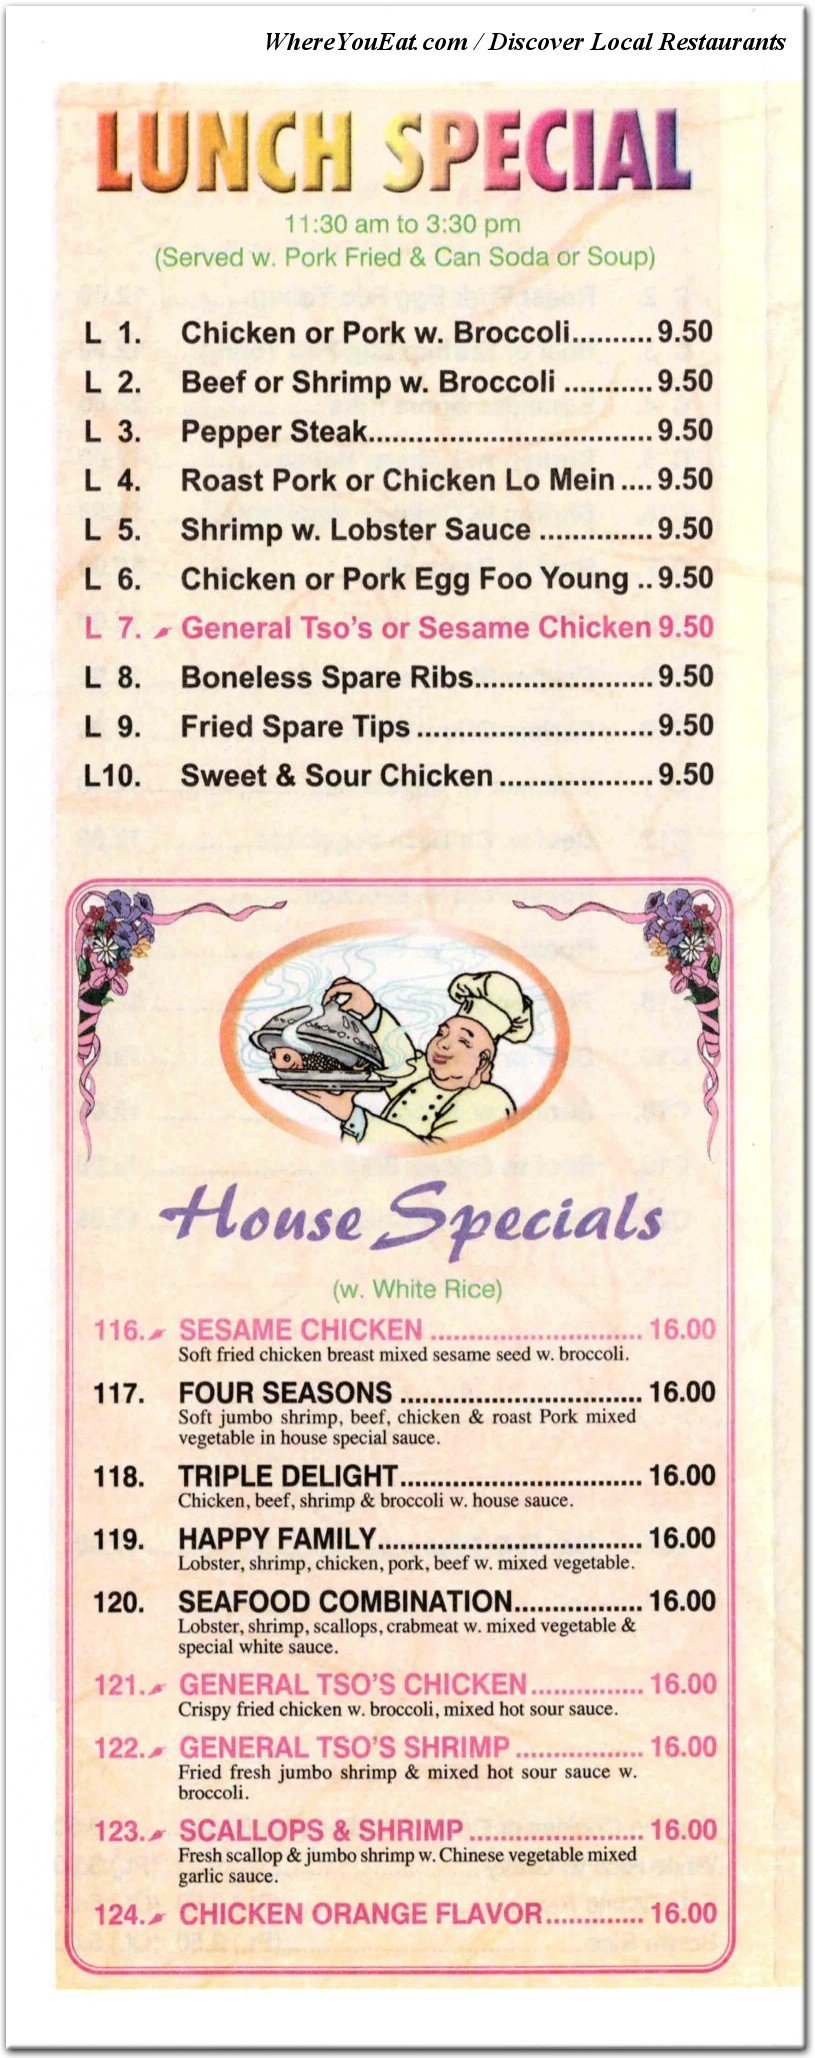 WhereYouEat.com / Discover Local Restaurants
LUNCH SPECIAL
11:30 am to 3:30 pm
(Served w. Pork Fried & Can Soda or Soup)
L 1. Chicken or Pork w. Broccoli.......... 9.50
L 2. Beef or Shrimp w. Broccoli ........... 9.50
L 3. Pepper Steak.................................... 9.50
L 4. Roast Pork or Chicken Lo Mein .... 9.50
L 5. Shrimp w. Lobster Sauce .............. 9.50
L 6. Chicken or Pork Egg Foo Young .. 9.50
L 7. General Tso's or Sesame Chicken 9.50
L 8. Boneless Spare Ribs....................... 9.50
L 9. Fried Spare Tips .............................. 9.50
L10. Sweet & Sour Chicken .................... 9.50
House Specials
(w. White Rice)
116. SESAME CHICKEN ............................ 16.00
Soft fried chicken breast mixed sesame seed w. broccoli.
117. FOUR SEASONS ................................ 16.00
Soft jumbo shrimp, beef, chicken & roast Pork mixed
vegetable in house special sauce.
118. TRIPLE DELIGHT................................ 16.00
Chicken, beef, shrimp & broccoli w. house sauce.
119. HAPPY FAMILY................................... 16.00
Lobster, shrimp, chicken, pork, beef w. mixed vegetable.
120. SEAFOOD COMBINATION................. 16.00
Lobster, shrimp, scallops, crabmeat w. mixed vegetable &
special white sauce.
121. GENERAL TSO'S CHICKEN............... 16.00
Crispy fried chicken w. broccoli, mixed hot sour sauce.
122. GENERAL TSO'S SHRIMP ................. 16.00
Fried fresh jumbo shrimp & mixed hot sour sauce w.
broccoli.
123. SCALLOPS & SHRIMP ....................... 16.00
Fresh scallop & jumbo shrimp w. Chinese vegetable mixed
garlic sauce.
124. CHICKEN ORANGE FLAVOR............. 16.00